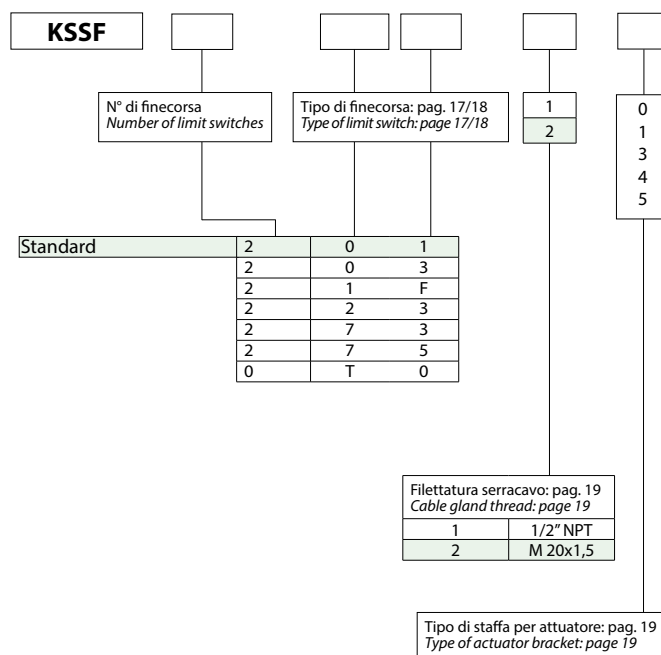 KSSF
N° di finecorsa
Number of limit switches
Tipo di finecorsa: pag. 17/18
Type of limit switch: page 17/18
1
2
0
1
3
4
5
Standard 2 0 1
2 0 3
2 1 F
2 2 3
2 7 3
2 7 5
0 T 0
Filettatura serracavo: pag. 19
Cable gland thread: page 19
1 1/2” NPT
2 M 20x1,5
Tipo di staffa per attuatore: pag. 19
Type of actuator bracket: page 19